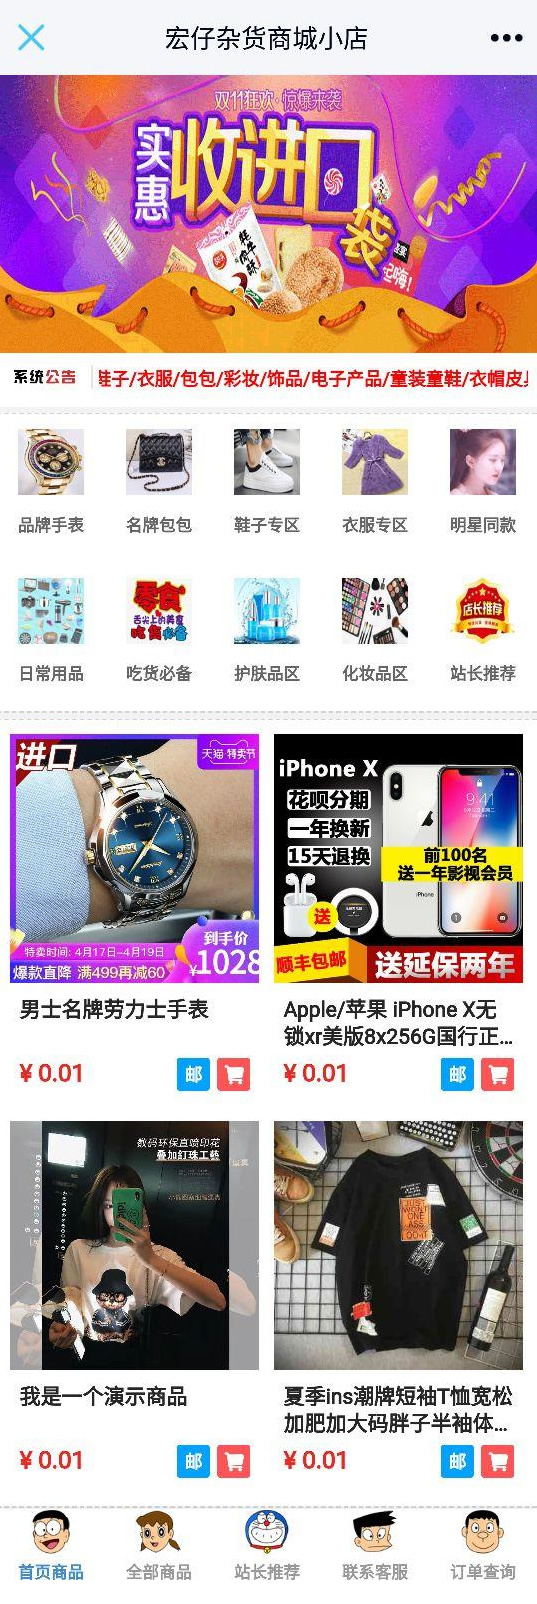 宏仔杂货商城小店
双11狂欢·惊爆来袭
实惠
收进口
袋
起嗨!
系统公告
鞋子/衣服/包包/彩妆/饰品/电子产品/童装童鞋/衣帽皮具
品牌手表
名牌包包
鞋子专区
衣服专区
明星同款
零食
舌尖上的美食
吃货必备
店长推荐
日常用品
吃货必备
护肤品区
化妆品区
站长推荐
进口
天猫 特卖节
特卖时间: 4月17日–4月19日
爆款直降 满499再减60
到手价
¥1028
iPhone X
花呗分期
一年换新
15天退换
9:41
前100名
送一年影视会员
iPhone
送
顺丰包邮
送延保两年
男士名牌劳力士手表
Apple/苹果 iPhone X无
锁xr美版8x256G国行正...
¥ 0.01
邮
¥ 0.01
邮
数码环保直喷印花
叠加釘珠工藝
JUST
WON'T
ONE
ASS
我是一个演示商品
夏季ins潮牌短袖T恤宽松
加肥加大码胖子半袖体...
¥ 0.01
邮
¥ 0.01
邮
首页商品
全部商品
站长推荐
联系客服
订单查询